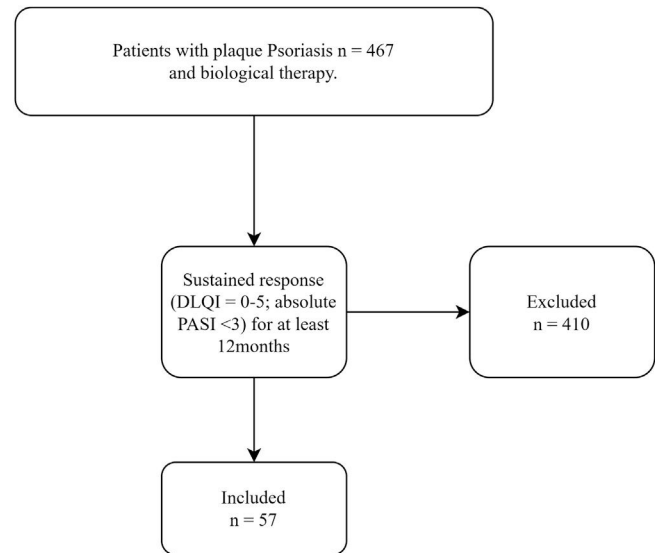 Patients with plaque Psoriasis n = 467
and biological therapy.
Sustained response
(DLQI = 0-5; absolute
PASI <3) for at least
12months
Excluded
n = 410
Included
n = 57